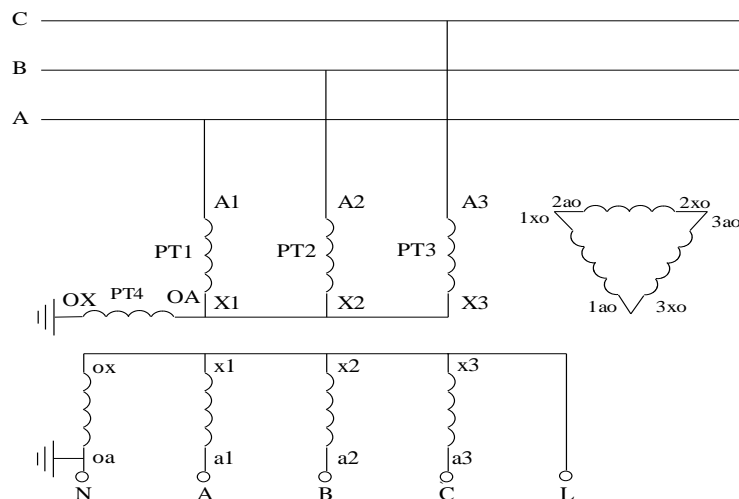 C
B
A
A1 A2 A3
2ao 2xo
1xo 3ao
PT1 PT2 PT3
OX PT4 OA X1 X2 X3
1ao 3xo
ox x1 x2 x3
oa a1 a2 a3
N A B C L